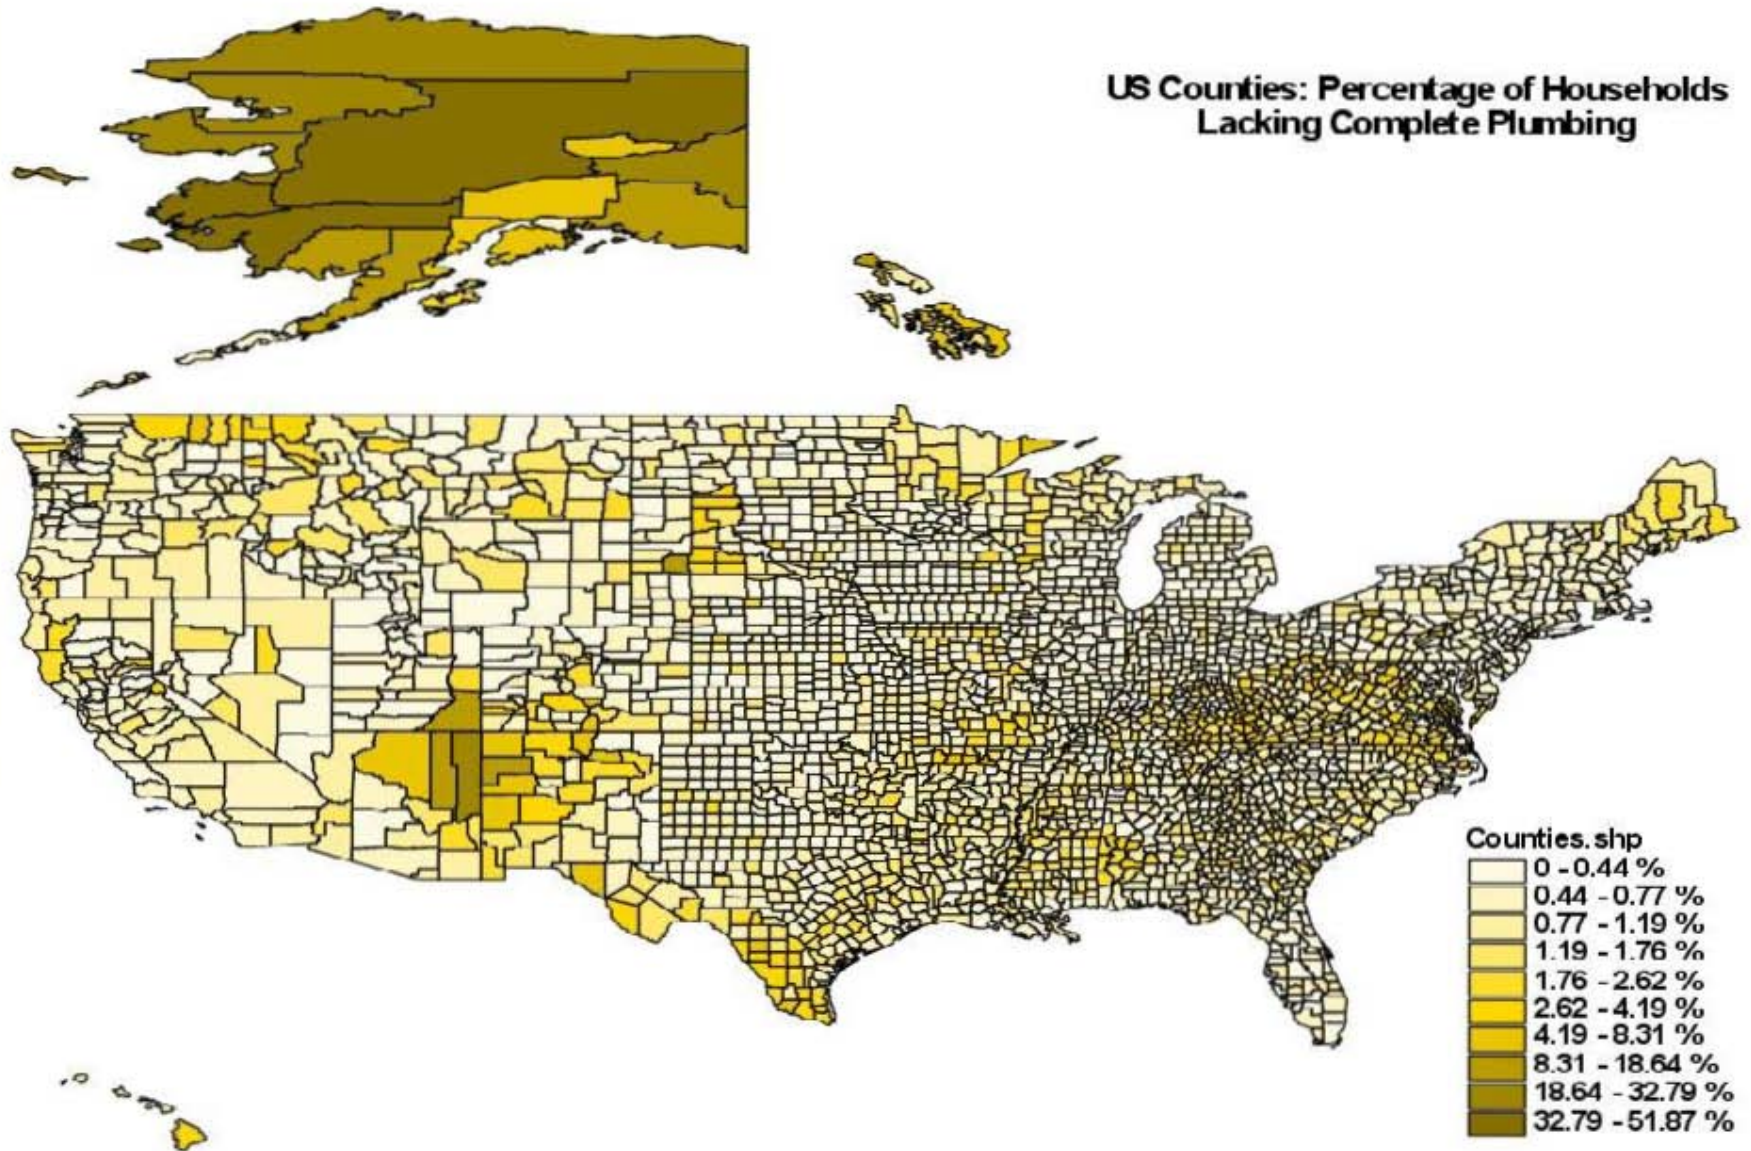 US Counties: Percentage of Households
Lacking Complete Plumbing
Counties.shp
0 - 0.44 %
0.44 - 0.77 %
0.77 - 1.19 %
1.19 - 1.76 %
1.76 - 2.62 %
2.62 - 4.19 %
4.19 - 8.31 %
8.31 - 18.64 %
18.64 - 32.79 %
32.79 - 51.87 %